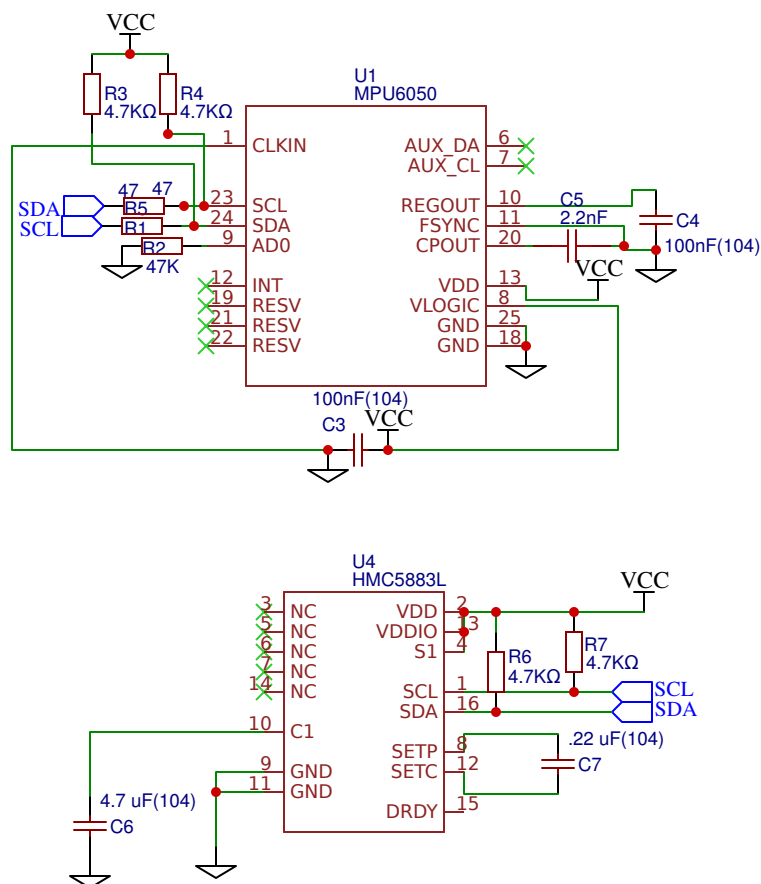 VCC
R3
4.7KΩ
R4
4.7KΩ
U1
MPU6050
1
CLKIN
AUX_DA
6
AUX_CL
7
SDA
47
47
R5
23
SCL
SCL
R1
24
SDA
R2
47K
9
AD0
REGOUT
10
FSYNC
11
CPOUT
20
C5
2.2nF
C4
100nF(104)
12
INT
19
RESV
21
RESV
22
RESV
VDD
13
VCC
VLOGIC
8
GND
25
GND
18
100nF(104)
C3
VCC
U4
HMC5883L
3
NC
5
NC
6
NC
7
NC
14
NC
VDD
2
VDDIO
13
S1
4
VCC
R6
4.7KΩ
R7
4.7KΩ
SCL
1
SCL
SDA
16
SDA
10
C1
SETP
8
.22 uF(104)
SETC
12
C7
9
GND
11
GND
DRDY
15
4.7 uF(104)
C6